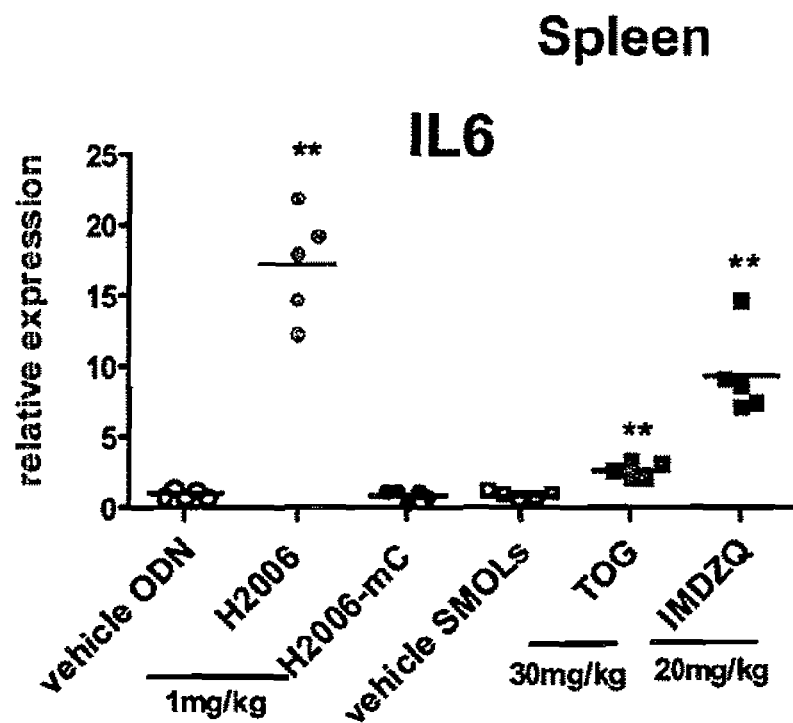 Spleen
IL6
relative expression
25
20
15
10
5
0
**
**
**
vehicle ODN
H2006
H2006-mC
vehicle SMOLs
TOG
IMDZQ
1mg/kg
30mg/kg
20mg/kg